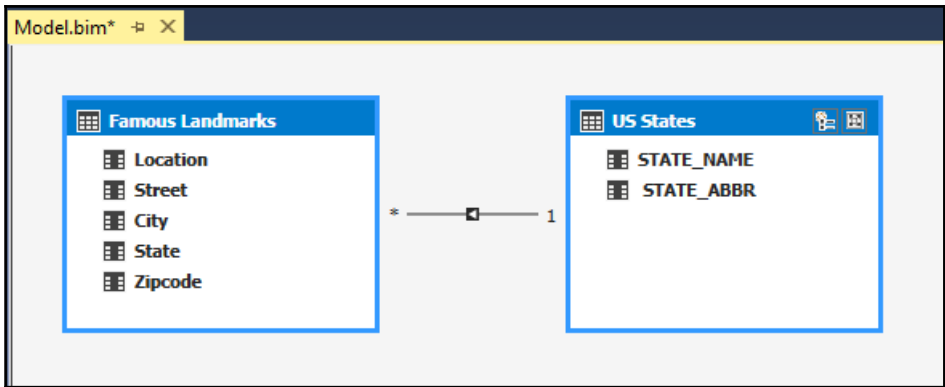 Model.bim*
Famous Landmarks
Location
Street
City
State
Zipcode
* 1
US States
STATE_NAME
STATE_ABBR